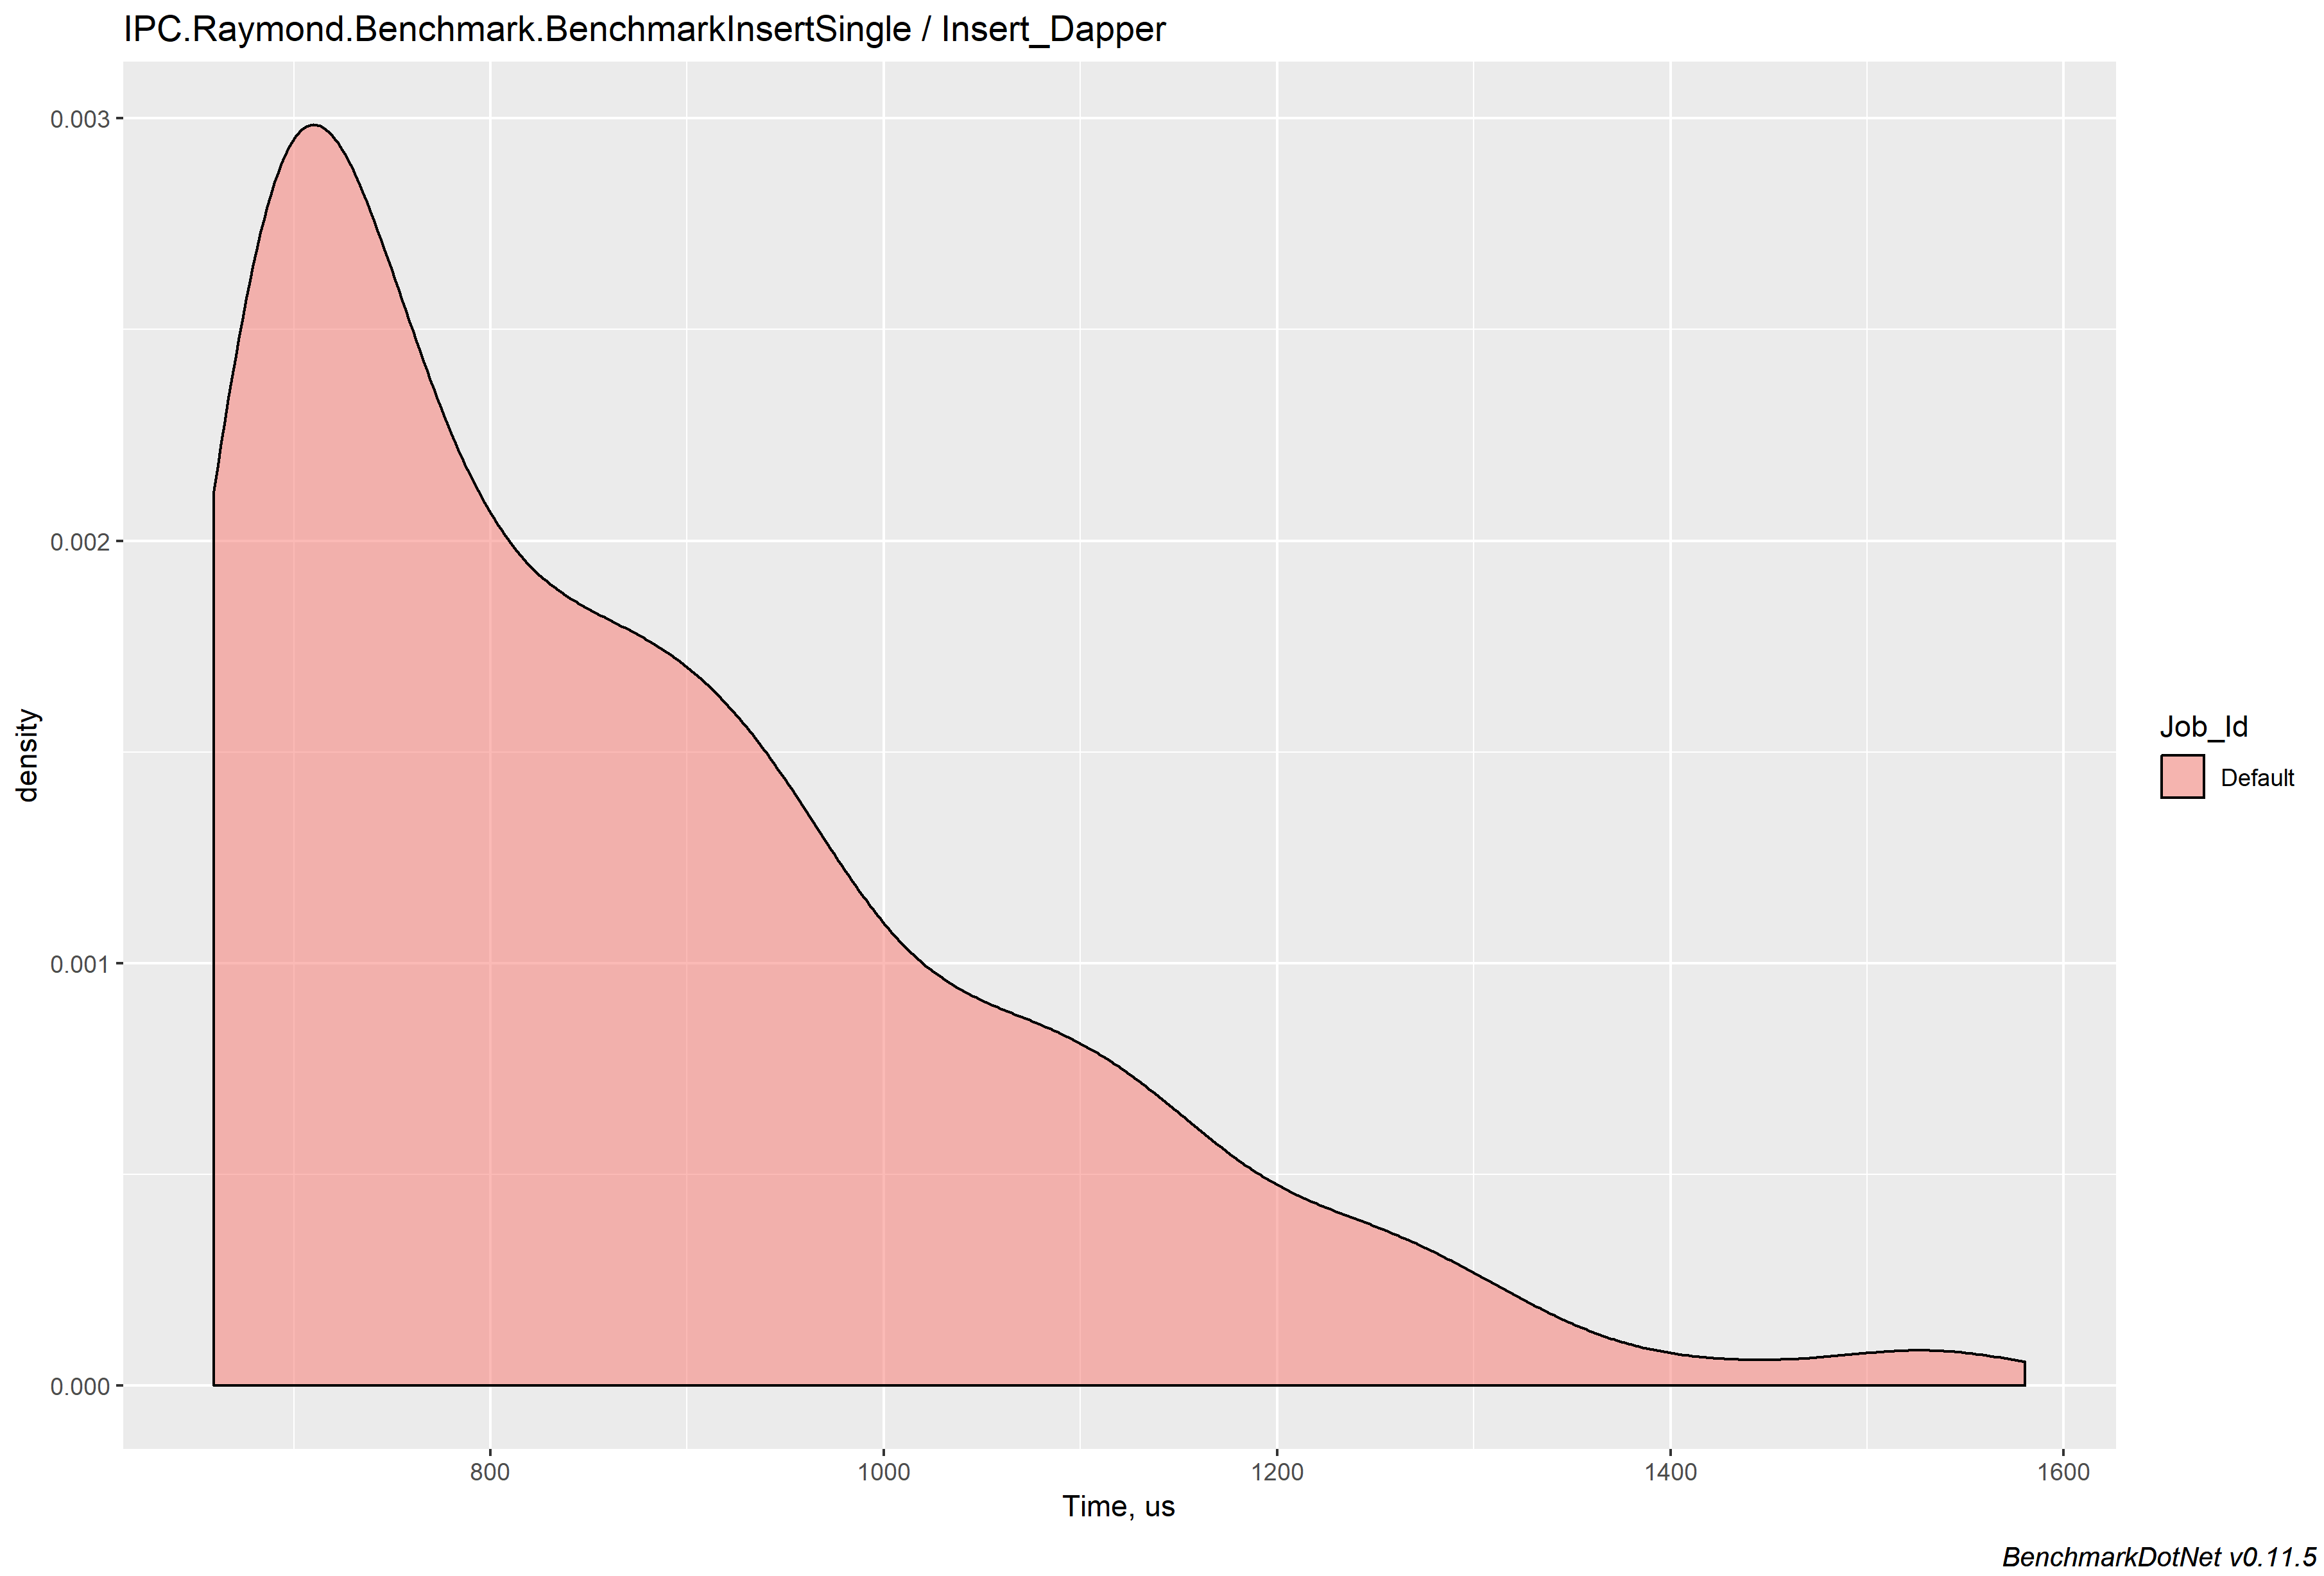 IPC.Raymond.Benchmark.BenchmarkInsertSingle / Insert_Dapper
0.003
0.002
0.001
0.000
density
800 1000 1200 1400 1600
Time, us
Job_Id
Default
BenchmarkDotNet v0.11.5